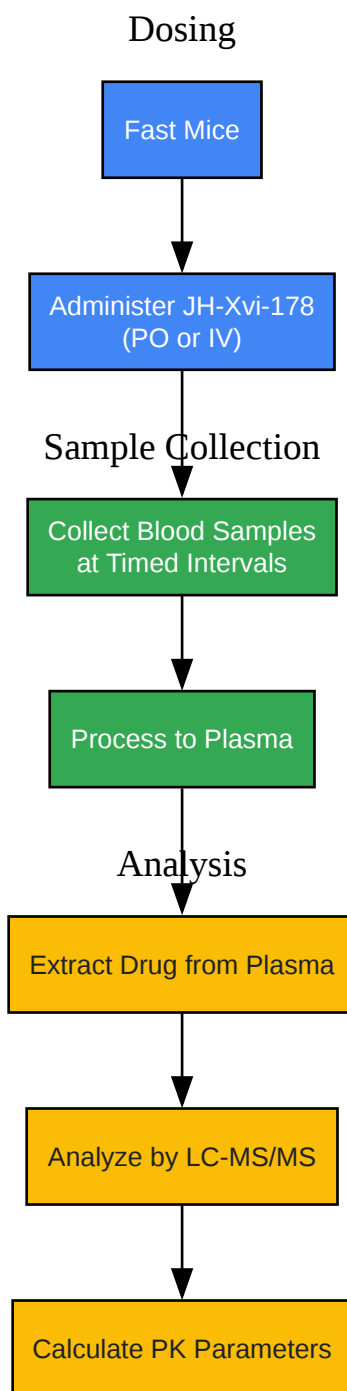 Dosing
Fast Mice
Administer JH-Xvi-178
(PO or IV)
Sample Collection
Collect Blood Samples
at Timed Intervals
Process to Plasma
Analysis
Extract Drug from Plasma
Analyze by LC-MS/MS
Calculate PK Parameters